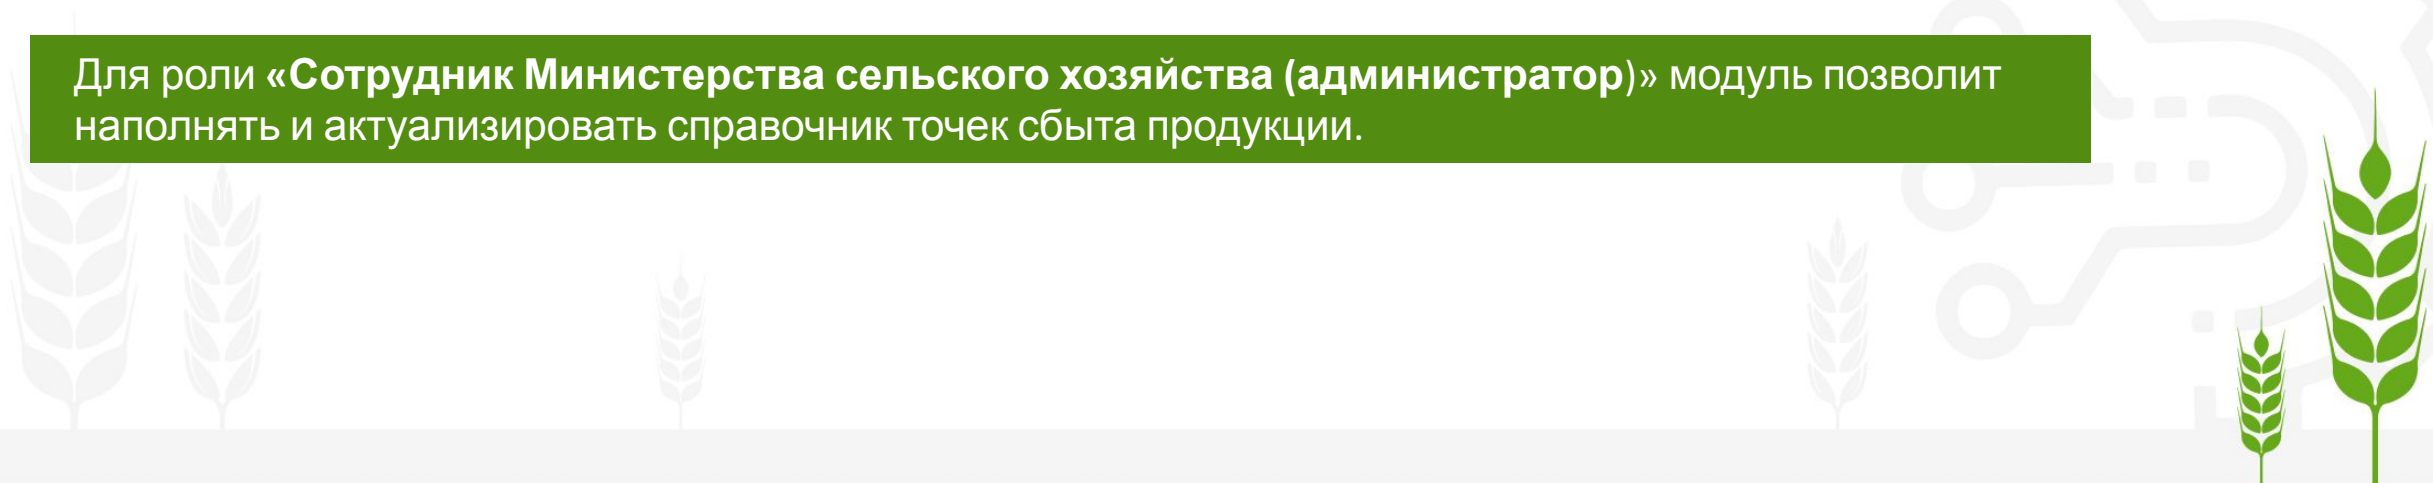 Для роли «Сотрудник Министерства сельского хозяйства (администратор)» модуль позволит
наполнять и актуализировать справочник точек сбыта продукции.